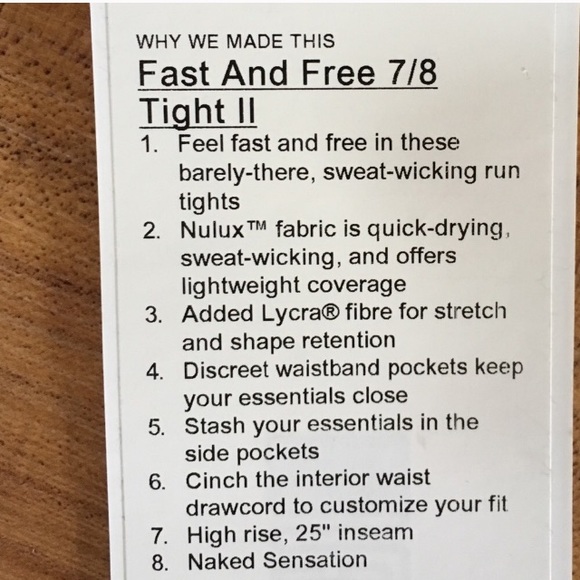 WHY WE MADE THIS
Fast And Free 7/8
Tight II
1. Feel fast and free in these
barely-there, sweat-wicking run
tights
2. Nulux™ fabric is quick-drying,
sweat-wicking, and offers
lightweight coverage
3. Added Lycra® fibre for stretch
and shape retention
4. Discreet waistband pockets keep
your essentials close
5. Stash your essentials in the
side pockets
6. Cinch the interior waist
drawcord to customize your fit
7. High rise, 25" inseam
8. Naked Sensation